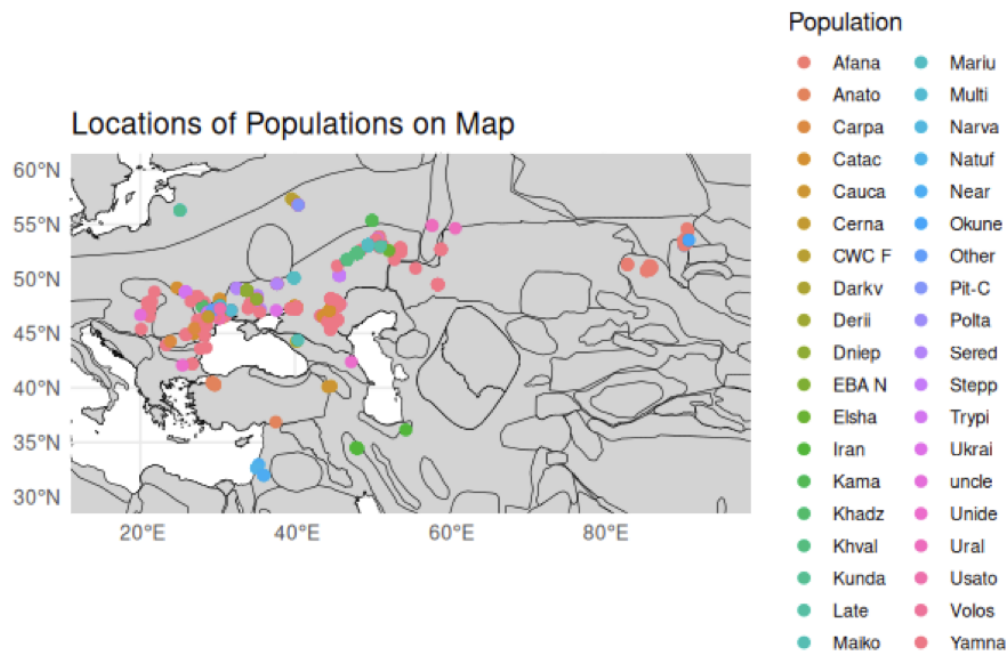 Population
Afana
Anato
Carpa
Catac
Cauca
Cerna
CWC F
Darkv
Derii
Dniep
EBA N
Elsha
Iran
Kama
Khadz
Khval
Kunda
Late
Maiko
Mariu
Multi
Narva
Natuf
Near
Okune
Other
Pit-C
Polta
Sered
Stepp
Trypi
Ukrai
uncle
Unide
Ural
Usato
Volos
Yamna
Locations of Populations on Map
60°N
55°N
50°N
45°N
40°N
35°N
30°N
20°E
40°E
60°E
80°E